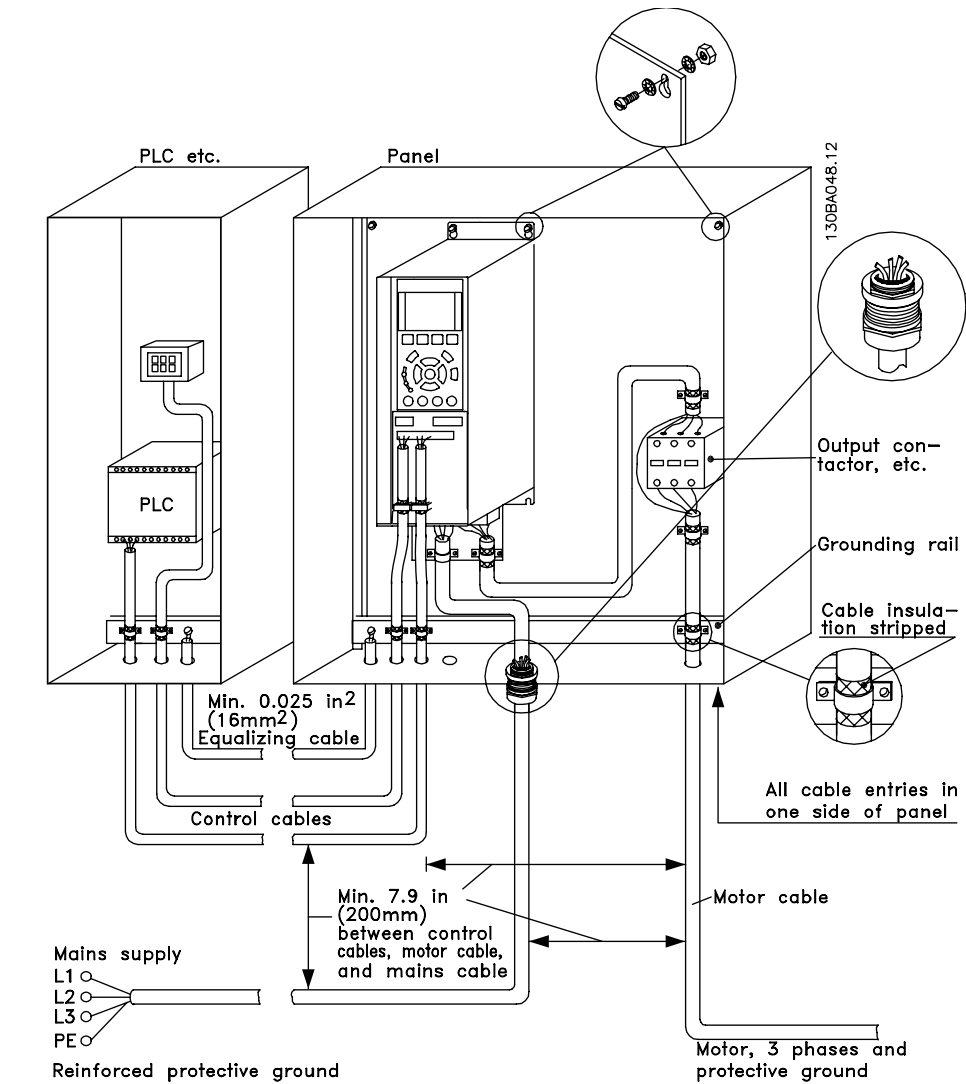 PLC etc.
Panel
130BA048.12
PLC
Output con-
tactor, etc.
Grounding rail
Cable insula-
tion stripped
Min. 0.025 in2
(16mm2)
Equalizing cable
All cable entries in
one side of panel
Control cables
Min. 7.9 in
(200mm)
between control
cables, motor cable,
and mains cable
Motor cable
Mains supply
L1
L2
L3
PE
Reinforced protective ground
Motor, 3 phases and
protective ground